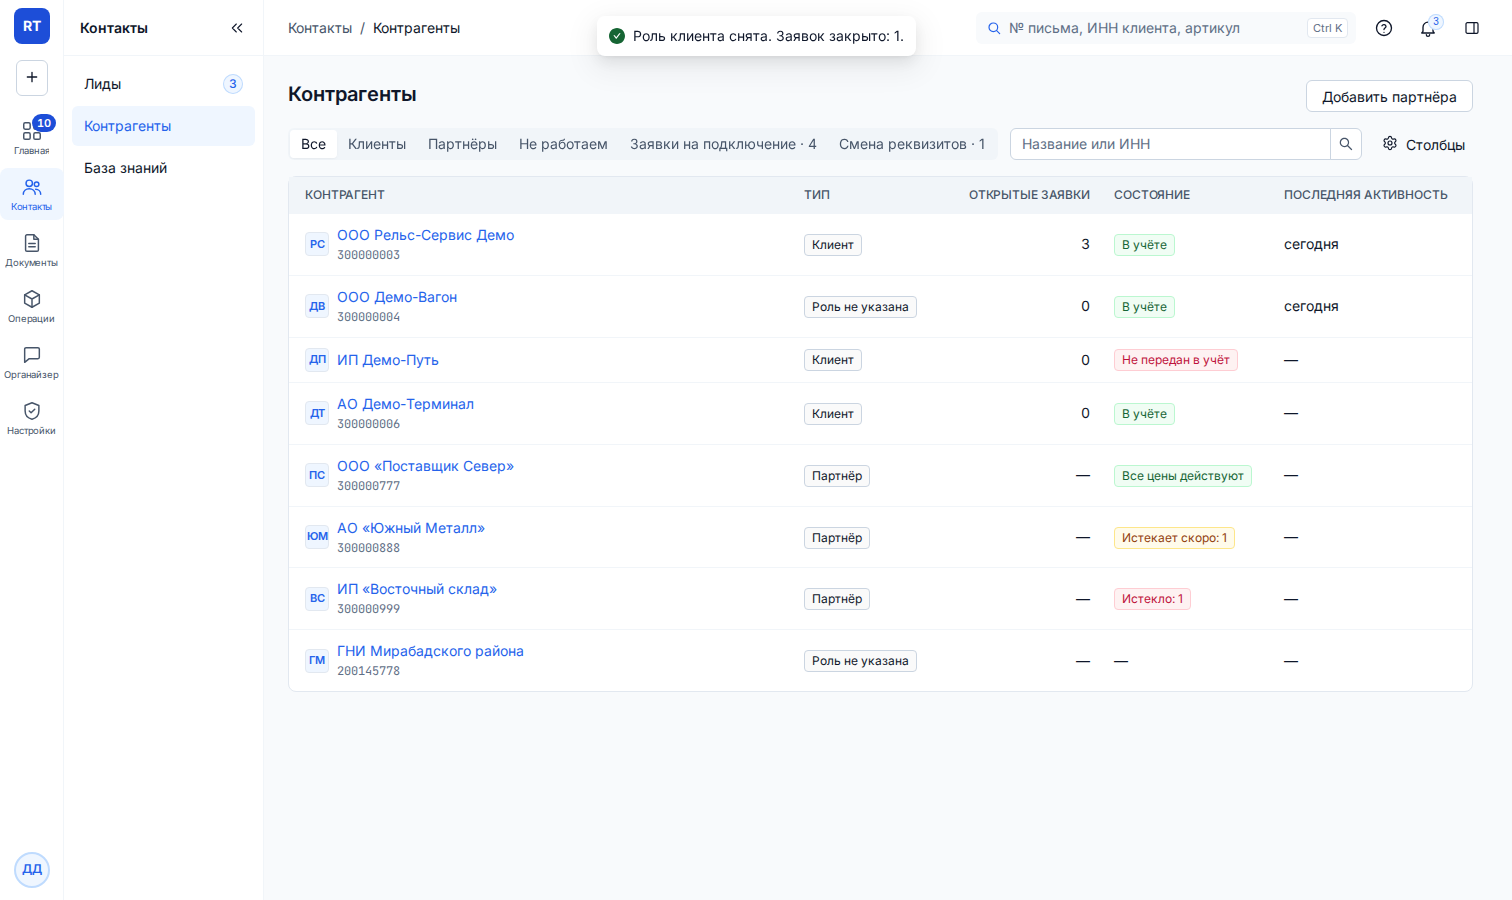 RT
Контакты
Контакты / Контрагенты
Роль клиента снята. Заявок закрыто: 1.
№ письма, ИНН клиента, артикул
Ctrl K
3
+
10
Главная
Контакты
Документы
Операции
Органайзер
Настройки
ДД
Лиды
3
Контрагенты
База знаний
Контрагенты
Добавить партнёра
Все
Клиенты
Партнёры
Не работаем
Заявки на подключение · 4
Смена реквизитов · 1
Название или ИНН
Столбцы
КОНТРАГЕНТ ТИП ОТКРЫТЫЕ ЗАЯВКИ СОСТОЯНИЕ ПОСЛЕДНЯЯ АКТИВНОСТЬ
РС ООО Рельс-Сервис Демо Клиент 3 В учёте сегодня
300000003
ДВ ООО Демо-Вагон Роль не указана 0 В учёте сегодня
300000004
ДП ИП Демо-Путь Клиент 0 Не передан в учёт —
ДТ АО Демо-Терминал Клиент 0 В учёте —
300000006
ПС ООО «Поставщик Север» Партнёр — Все цены действуют —
300000777
ЮМ АО «Южный Металл» Партнёр — Истекает скоро: 1 —
300000888
ВС ИП «Восточный склад» Партнёр — Истекло: 1 —
300000999
ГМ ГНИ Мирабадского района Роль не указана — — —
200145778